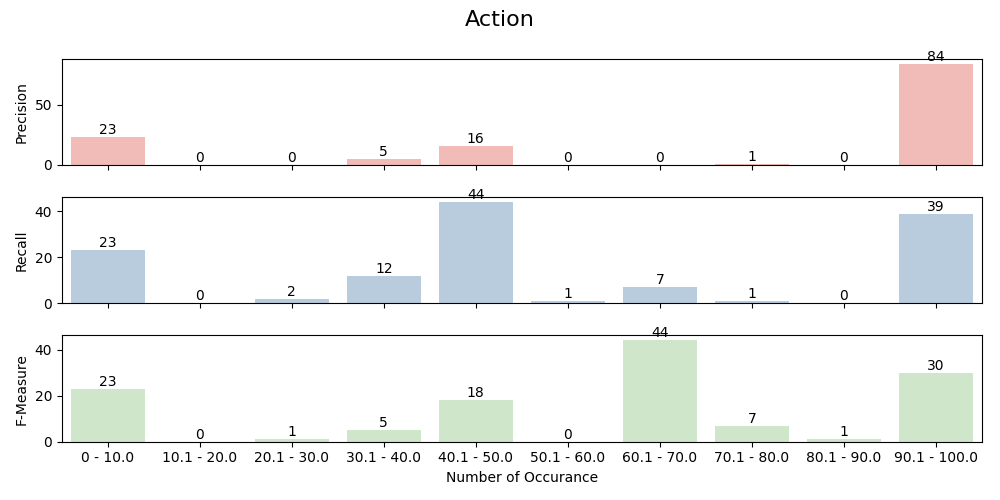 Action
Precision
50
0
23
0
0
5
16
0
0
1
0
84
Recall
40
20
0
23
0
2
12
44
1
7
1
0
39
F-Measure
40
20
0
23
0
1
5
18
0
44
7
1
30
0 - 10.0
10.1 - 20.0
20.1 - 30.0
30.1 - 40.0
40.1 - 50.0
50.1 - 60.0
60.1 - 70.0
70.1 - 80.0
80.1 - 90.0
90.1 - 100.0
Number of Occurance